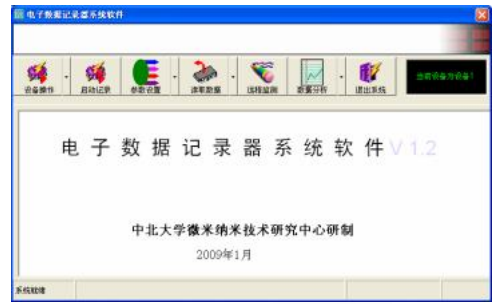 电子数据记录器系统软件
设备操作 启动记录 参数设置 读取数据 远程监测 数据分析 退出系统 当前设备为设备1
电子数据记录器系统软件V 1.2
中北大学微米纳米技术研究中心研制
2009年1月
系统就绪